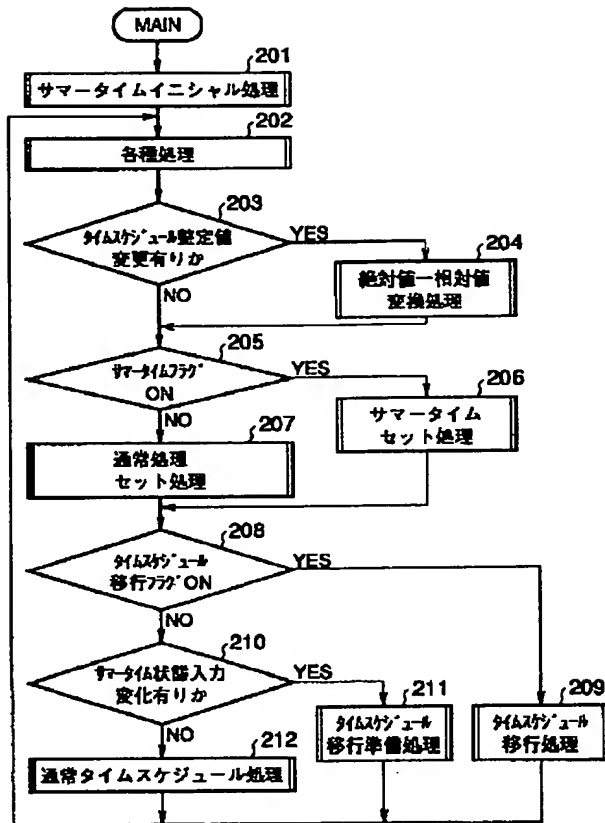 MAIN
201
サマータイムイニシャル処理
202
各種処理
203
ﾀｲﾑｽｹｼﾞｭｰﾙ整定値
変更有りか
YES
204
絶対値－相対値
変換処理
NO
205
ｻﾏｰﾀｲﾑﾌﾗｸﾞ
ON
YES
206
サマータイム
セット処理
NO
207
通常処理
セット処理
208
ﾀｲﾑｽｹｼﾞｭｰﾙ
移行ﾌﾗｸﾞON
YES
NO
210
ｻﾏｰﾀｲﾑ状態入力
変化有りか
YES
211
ﾀｲﾑｽｹｼﾞｭｰﾙ
移行準備処理
209
ﾀｲﾑｽｹｼﾞｭｰﾙ
移行処理
NO
212
通常タイムスケジュール処理